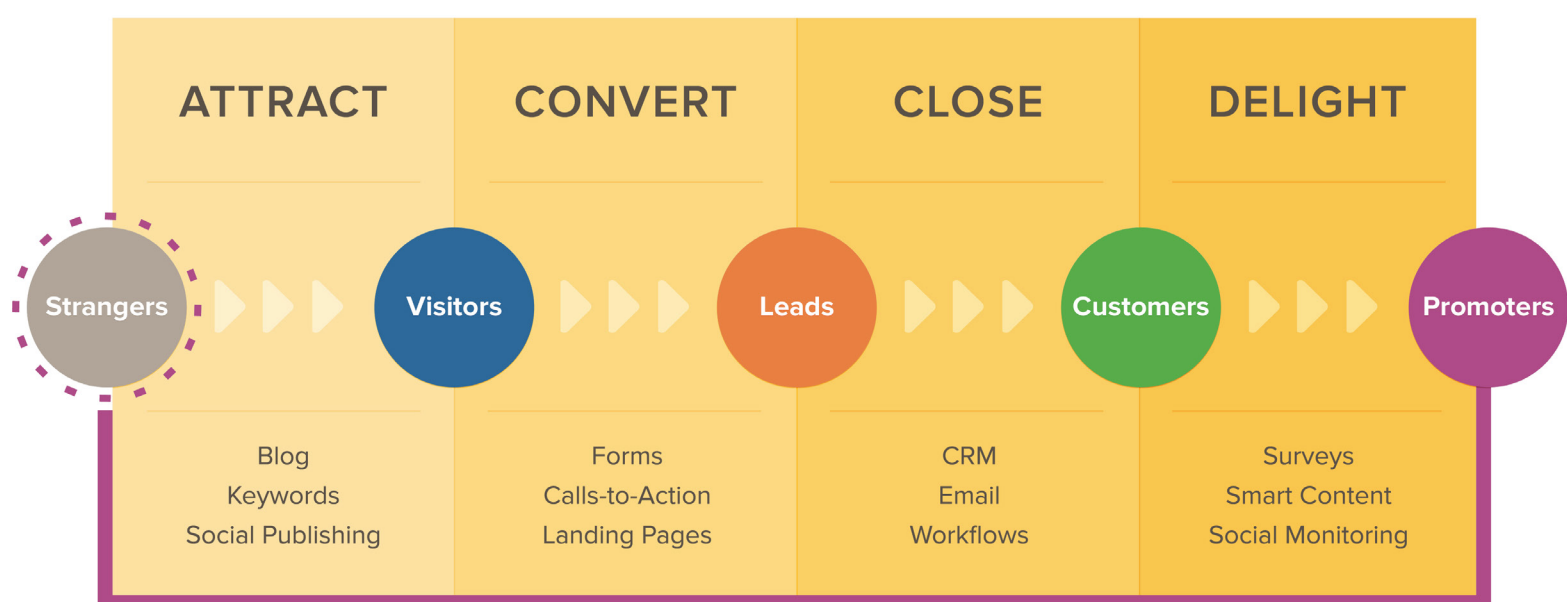 ATTRACT
CONVERT
CLOSE
DELIGHT
Strangers
Visitors
Leads
Customers
Promoters
Blog
Keywords
Social Publishing
Forms
Calls-to-Action
Landing Pages
CRM
Email
Workflows
Surveys
Smart Content
Social Monitoring